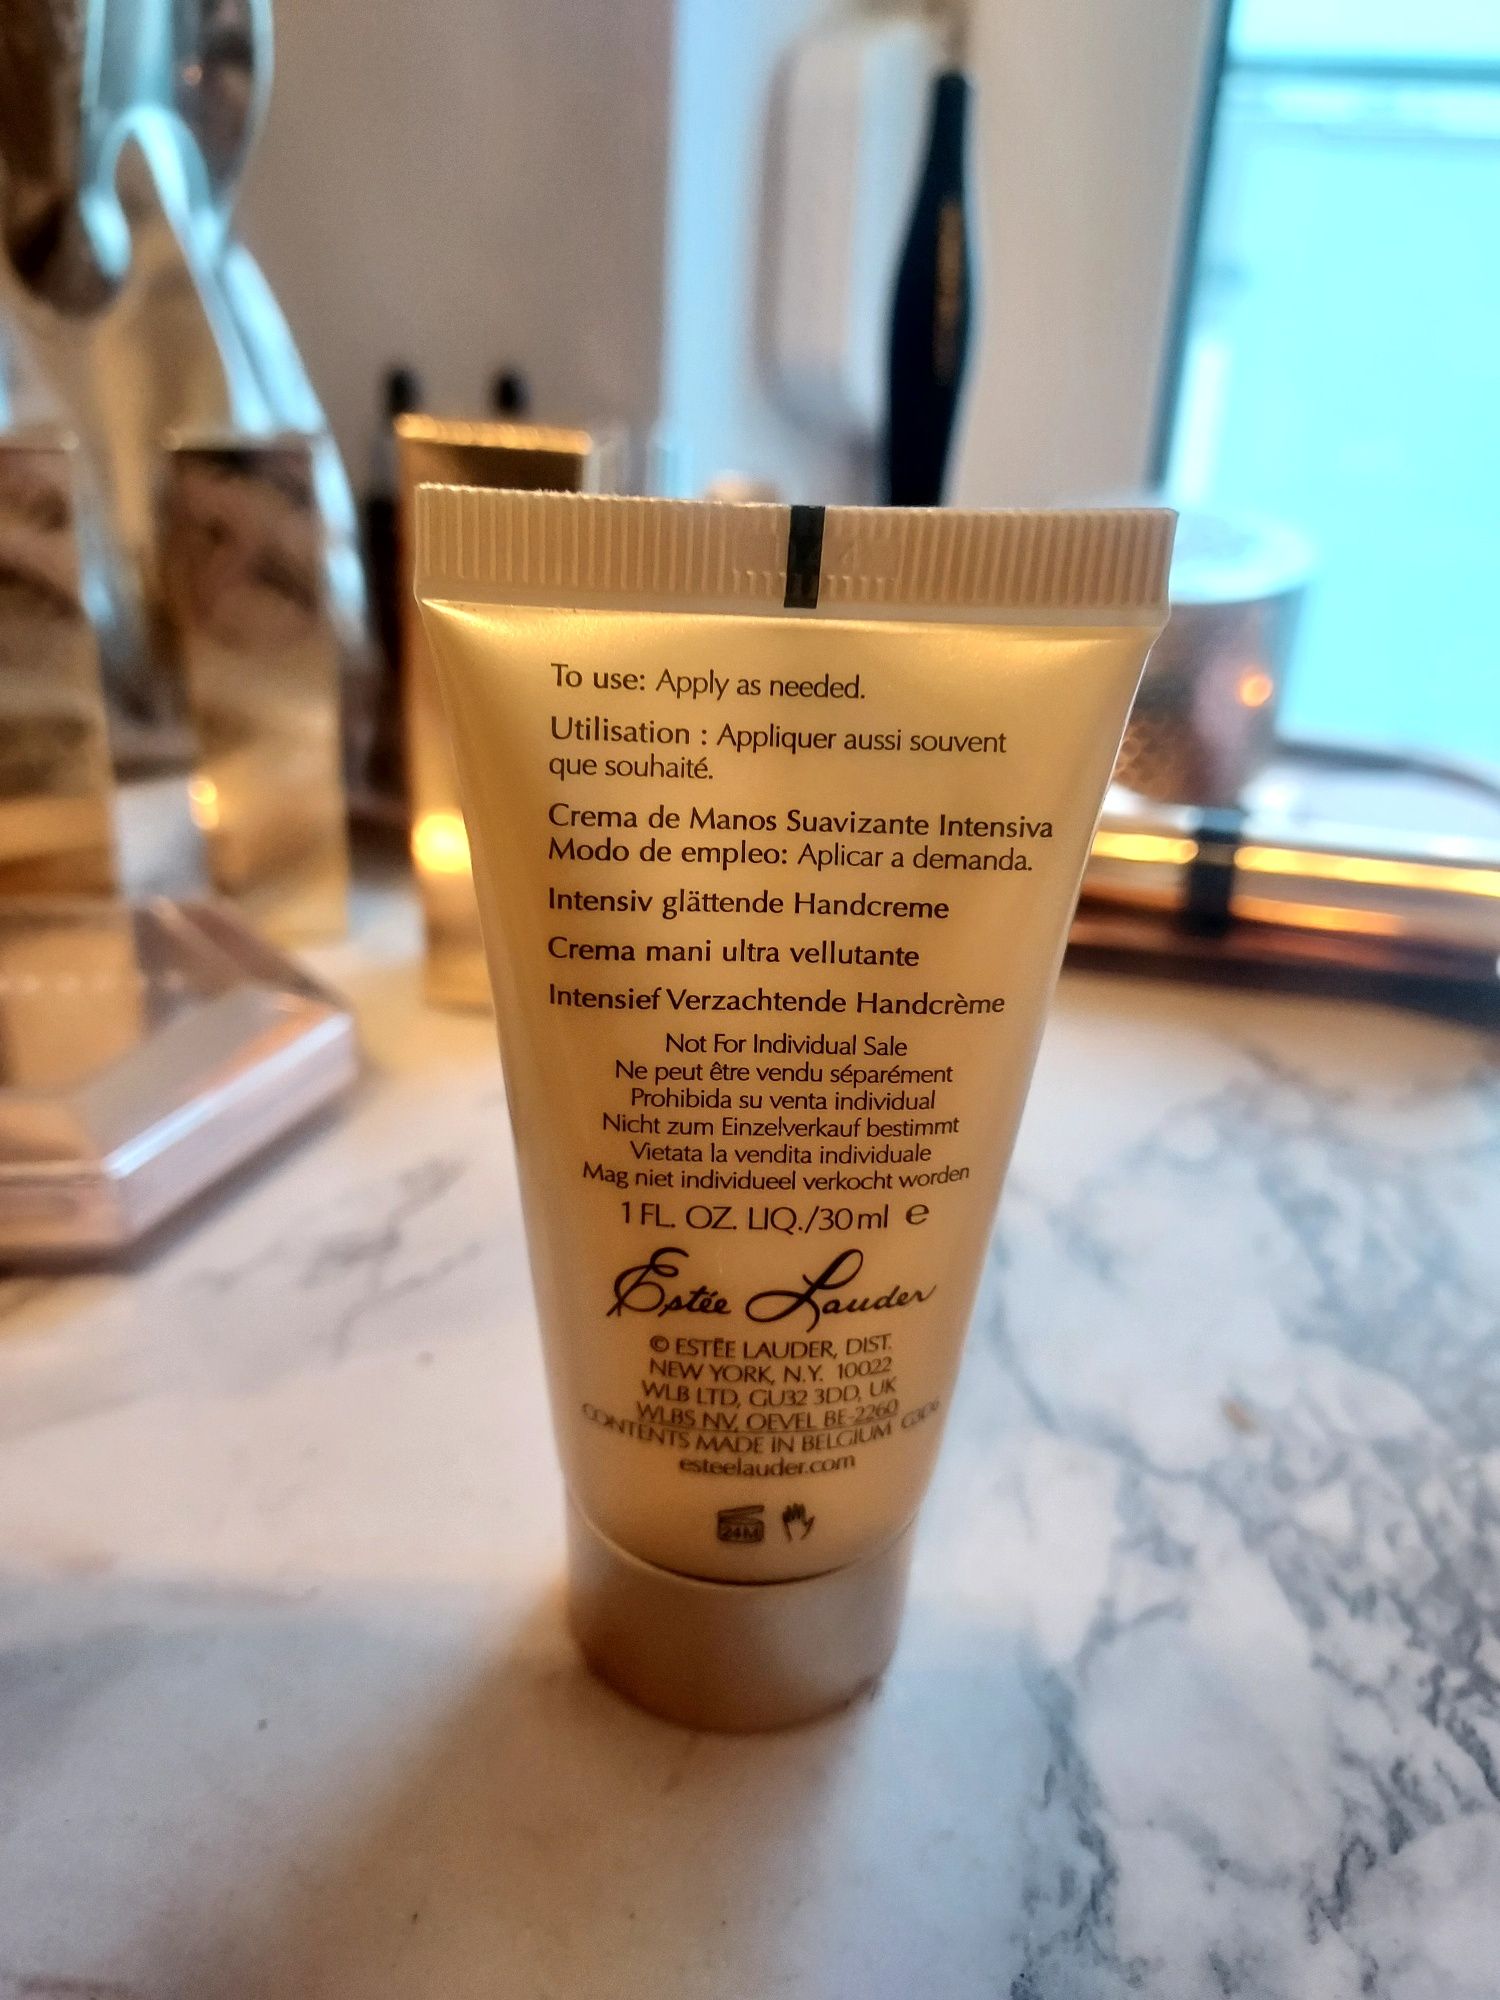 To use: Apply as needed.
Utilisation : Appliquer aussi souvent
que souhaité.
Crema de Manos Suavizante Intensiva
Modo de empleo: Aplicar a demanda.
Intensiv glättende Handcreme
Crema mani ultra vellutante
Intensief Verzachtende Handcrème
Not For Individual Sale
Ne peut être vendu séparément
Prohibida su venta individual
Nicht zum Einzelverkauf bestimmt
Vietata la vendita individuale
Mag niet individueel verkocht worden
1 FL. OZ. LIQ./30 ml ℮
Estée Lauder
© ESTÉE LAUDER, DIST.
NEW YORK, N.Y. 10022
WLB LTD, GU32 3DD, UK
WLBS NV, OEVEL BE-2260
CONTENTS MADE IN BELGIUM
esteelauder.com
24M